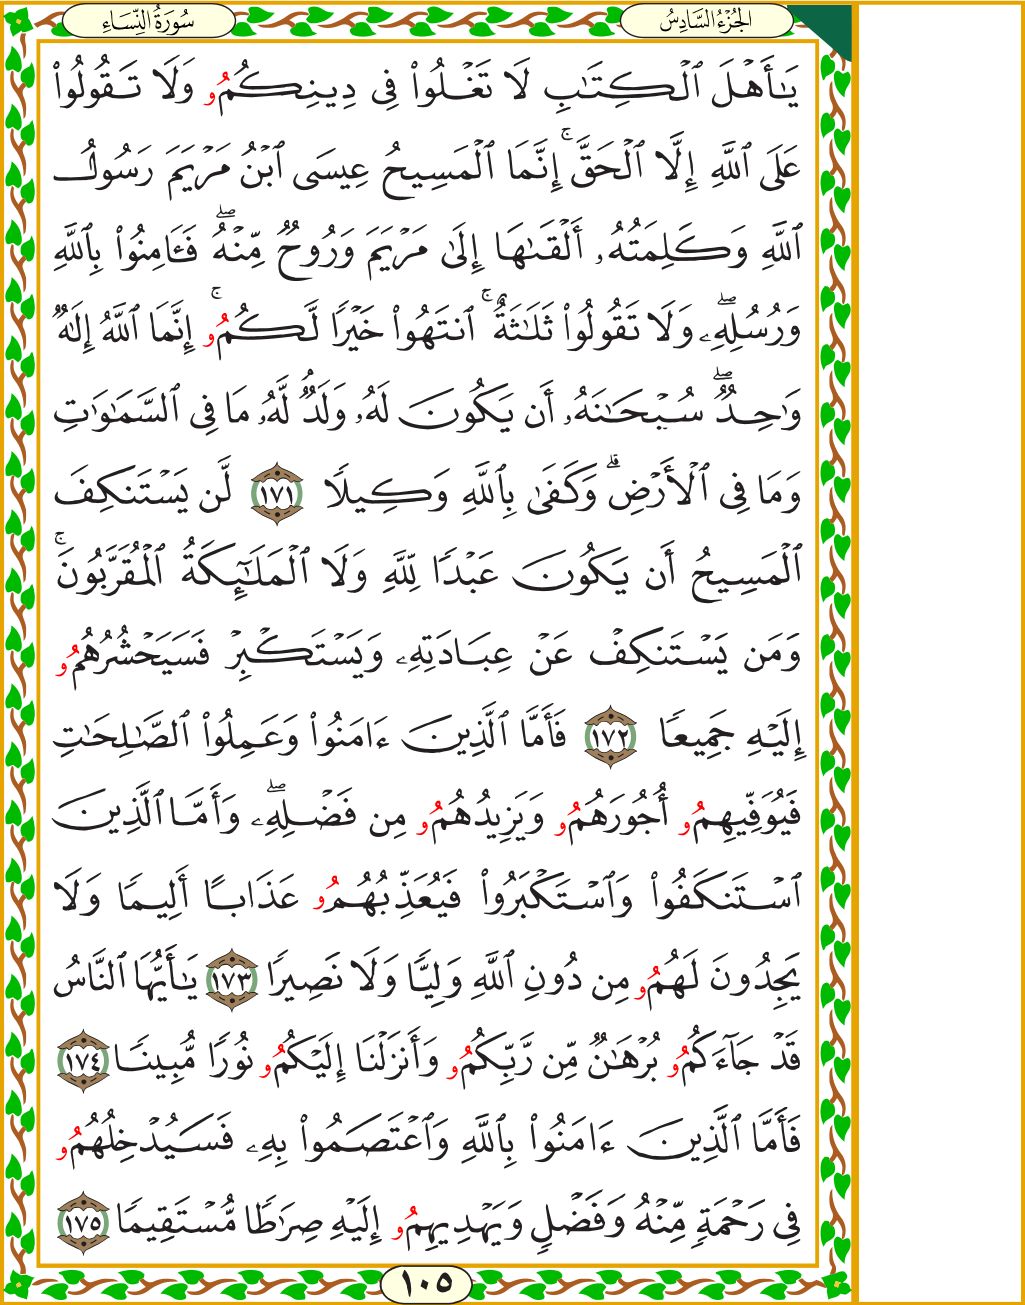 سُورَةُ النِّسَاءِ
الجُزْءُ السَّادِسُ
يَٰٓأَهْلَ ٱلْكِتَٰبِ لَا تَغْلُوا۟ فِى دِينِكُمُۥ وَلَا تَقُولُوا۟
عَلَى ٱللَّهِ إِلَّا ٱلْحَقَّ ۚ إِنَّمَا ٱلْمَسِيحُ عِيسَى ٱبْنُ مَرْيَمَ رَسُولُ
ٱللَّهِ وَكَلِمَتُهُۥ أَلْقَىٰهَا إِلَىٰ مَرْيَمَ وَرُوحٌ مِّنْهُ ۖ فَـَٔامِنُوا۟ بِٱللَّهِ
وَرُسُلِهِۦ ۖ وَلَا تَقُولُوا۟ ثَلَٰثَةٌ ۚ ٱنتَهُوا۟ خَيْرًا لَّكُمُۥ ۚ إِنَّمَا ٱللَّهُ إِلَٰهٌ
وَٰحِدٌ ۖ سُبْحَٰنَهُۥ أَن يَكُونَ لَهُۥ وَلَدٌ لَّهُۥ مَا فِى ٱلسَّمَٰوَٰتِ
وَمَا فِى ٱلْأَرْضِ ۗ وَكَفَىٰ بِٱللَّهِ وَكِيلًا ١٧١ لَّن يَسْتَنكِفَ
ٱلْمَسِيحُ أَن يَكُونَ عَبْدًا لِّلَّهِ وَلَا ٱلْمَلَٰٓئِكَةُ ٱلْمُقَرَّبُونَ ۚ
وَمَن يَسْتَنكِفْ عَنْ عِبَادَتِهِۦ وَيَسْتَكْبِرْ فَسَيَحْشُرُهُمُۥ
إِلَيْهِ جَمِيعًا ١٧٢ فَأَمَّا ٱلَّذِينَ ءَامَنُوا۟ وَعَمِلُوا۟ ٱلصَّٰلِحَٰتِ
فَيُوَفِّيهِمُۥ أُجُورَهُمُۥ وَيَزِيدُهُمُۥ مِن فَضْلِهِۦ ۖ وَأَمَّا ٱلَّذِينَ
ٱسْتَنكَفُوا۟ وَٱسْتَكْبَرُوا۟ فَيُعَذِّبُهُمُۥ عَذَابًا أَلِيمًا وَلَا
يَجِدُونَ لَهُمُۥ مِن دُونِ ٱللَّهِ وَلِيًّا وَلَا نَصِيرًا ١٧٣ يَٰٓأَيُّهَا ٱلنَّاسُ
قَدْ جَآءَكُمُۥ بُرْهَٰنٌ مِّن رَّبِّكُمُۥ وَأَنزَلْنَا إِلَيْكُمُۥ نُورًا مُّبِينًا ١٧٤
فَأَمَّا ٱلَّذِينَ ءَامَنُوا۟ بِٱللَّهِ وَٱعْتَصَمُوا۟ بِهِۦ فَسَيُدْخِلُهُمُۥ
فِى رَحْمَةٍ مِّنْهُ وَفَضْلٍ وَيَهْدِيهِمُۥ إِلَيْهِ صِرَٰطًا مُّسْتَقِيمًا ١٧٥
١٠٥